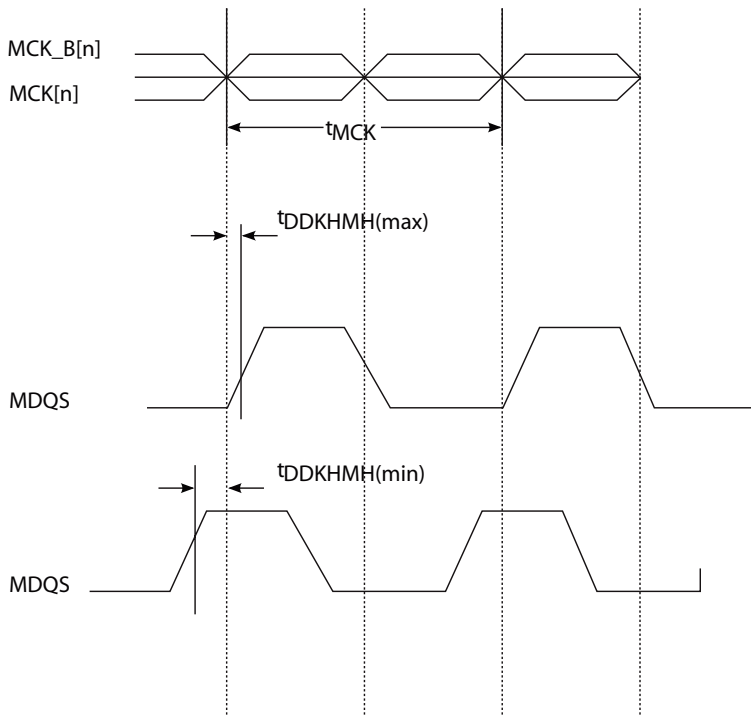 MCK_B[n]
MCK[n]
tMCK
tDDKHMH(max)
MDQS
tDDKHMH(min)
MDQS